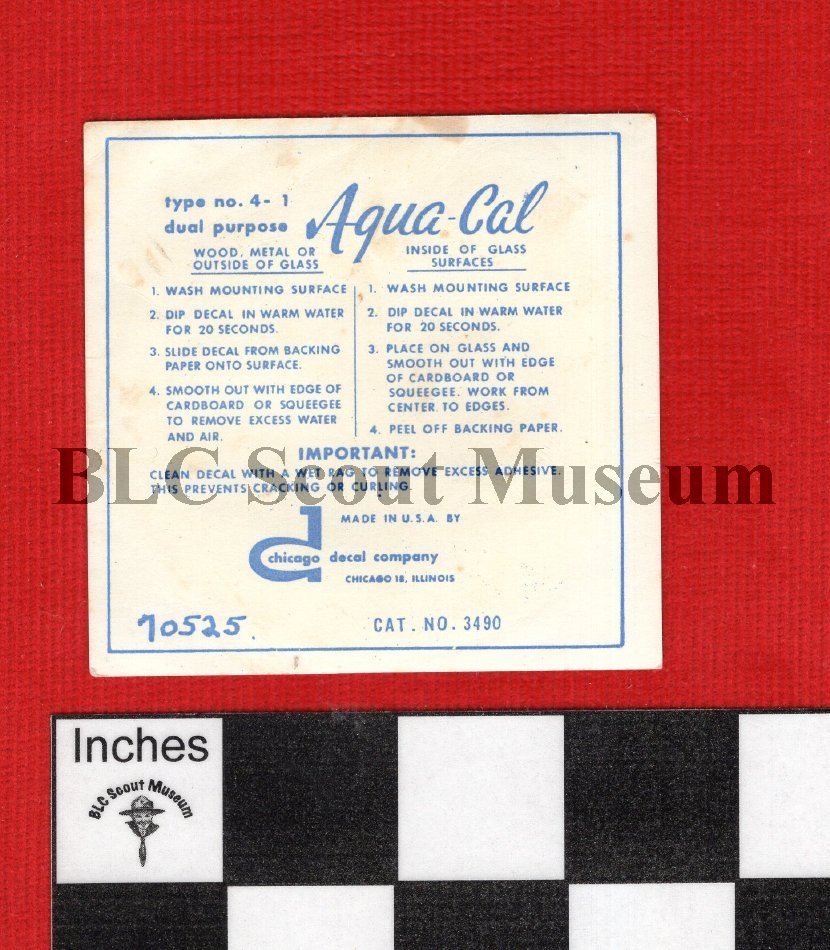 type no. 4-1
dual purpose
Aqua-Cal
WOOD, METAL OR
OUTSIDE OF GLASS
1. WASH MOUNTING SURFACE
2. DIP DECAL IN WARM WATER
FOR 20 SECONDS.
3. SLIDE DECAL FROM BACKING
PAPER ONTO SURFACE.
4. SMOOTH OUT WITH EDGE OF
CARDBOARD OR SQUEEGEE
TO REMOVE EXCESS WATER
AND AIR.
INSIDE OF GLASS
SURFACES
1. WASH MOUNTING SURFACE
2. DIP DECAL IN WARM WATER
FOR 20 SECONDS.
3. PLACE ON GLASS AND
SMOOTH OUT WITH EDGE
OF CARDBOARD OR
SQUEEGEE. WORK FROM
CENTER TO EDGES.
4. PEEL OFF BACKING PAPER.
IMPORTANT:
CLEAN DECAL WITH A WET RAG TO REMOVE EXCESS ADHESIVE.
THIS PREVENTS CRACKING OR CURLING.
BLC Scout Museum
MADE IN U.S.A. BY
chicago decal company
CHICAGO 18, ILLINOIS
70525.
CAT. NO. 3490
Inches
BLC Scout Museum